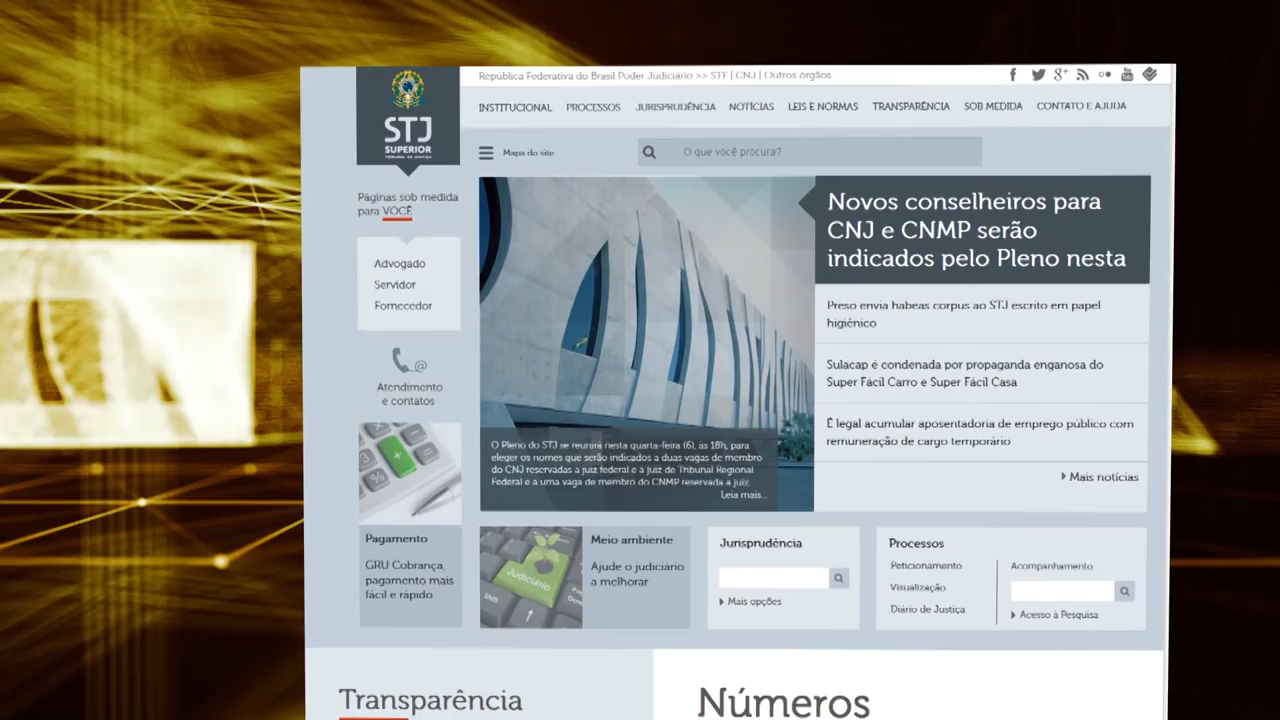 República Federativa do Brasil Poder Judiciário >> STF | CNJ | Outros órgãos
STJ
SUPERIOR
TRIBUNAL DE JUSTIÇA
INSTITUCIONAL PROCESSOS JURISPRUDÊNCIA NOTÍCIAS LEIS E NORMAS TRANSPARÊNCIA SOB MEDIDA CONTATO E AJUDA
Mapa do site
O que você procura?
Páginas sob medida
para VOCÊ
Advogado
Servidor
Fornecedor
Atendimento
e contatos
Novos conselheiros para
CNJ e CNMP serão
indicados pelo Pleno nesta
Preso envia habeas corpus ao STJ escrito em papel
higiênico
Sulacap é condenada por propaganda enganosa do
Super Fácil Carro e Super Fácil Casa
É legal acumular aposentadoria de emprego público com
remuneração de cargo temporário
Mais notícias
O Pleno do STJ se reunirá nesta quarta-feira (6), às 18h, para
eleger os nomes que serão indicados a duas vagas de membro
do CNJ reservadas a juiz federal e a juiz de Tribunal Regional
Federal e a uma vaga de membro do CNMP reservada a juiz
Leia mais...
Pagamento
GRU Cobrança,
pagamento mais
fácil e rápido
Judiciário
Shift
Meio ambiente
Ajude o judiciário
a melhorar
Jurisprudência
Mais opções
Processos
Peticionamento
Visualização
Diário de Justiça
Acompanhamento
Acesso à Pesquisa
Transparência
Números